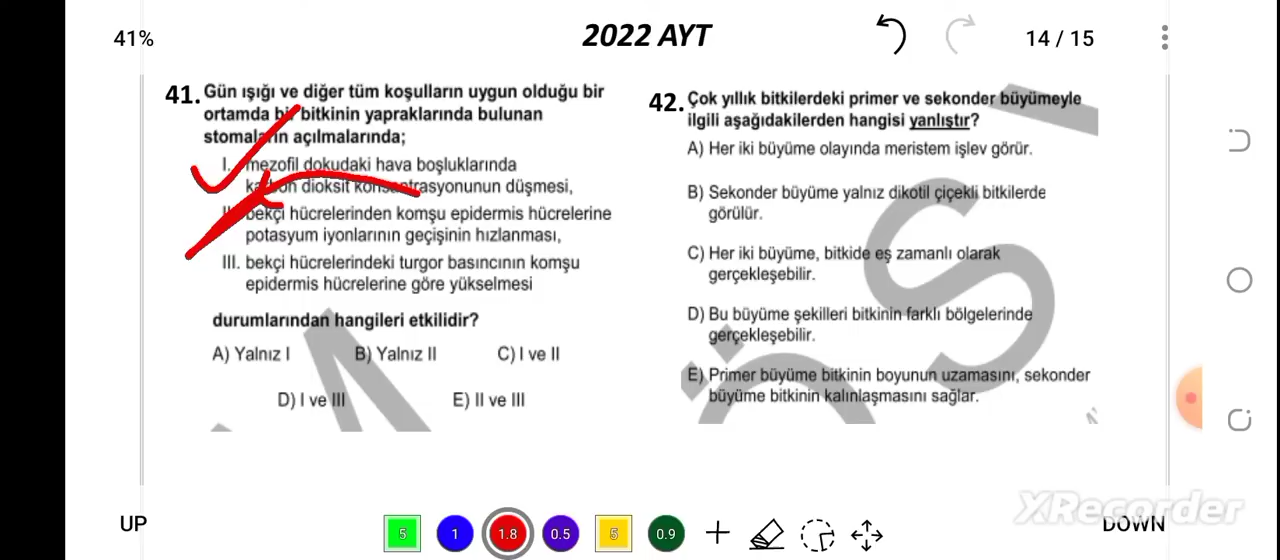 41%
2022 AYT
14 / 15
41. Gün ışığı ve diğer tüm koşulların uygun olduğu bir
ortamda bir bitkinin yapraklarında bulunan
stomaların açılmalarında;
I. mezofil dokudaki hava boşluklarında
karbon dioksit konsantrasyonunun düşmesi,
II. bekçi hücrelerinden komşu epidermis hücrelerine
potasyum iyonlarının geçişinin hızlanması,
III. bekçi hücrelerindeki turgor basıncının komşu
epidermis hücrelerine göre yükselmesi
durumlarından hangileri etkilidir?
A) Yalnız I B) Yalnız II C) I ve II
D) I ve III E) II ve III
42. Çok yıllık bitkilerdeki primer ve sekonder büyümeyle
ilgili aşağıdakilerden hangisi yanlıştır?
A) Her iki büyüme olayında meristem işlev görür.
B) Sekonder büyüme yalnız dikotil çiçekli bitkilerde
görülür.
C) Her iki büyüme, bitkide eş zamanlı olarak
gerçekleşebilir.
D) Bu büyüme şekilleri bitkinin farklı bölgelerinde
gerçekleşebilir.
E) Primer büyüme bitkinin boyunun uzamasını, sekonder
büyüme bitkinin kalınlaşmasını sağlar.
XRecorder
UP
5 1 1.8 0.5 5 0.9
DOWN